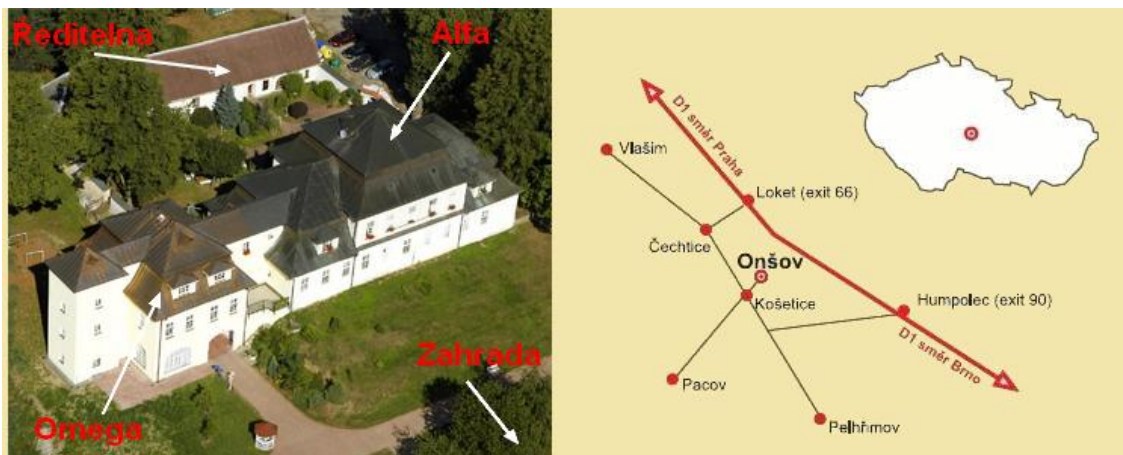 Ředitelna
Alfa
Zahrada
Omega
D1 směr Praha
Vlašim
Loket (exit 66)
Čechtice
Onšov
Košetice
Humpolec (exit 90)
D1 směr Brno
Pacov
Pelhřimov